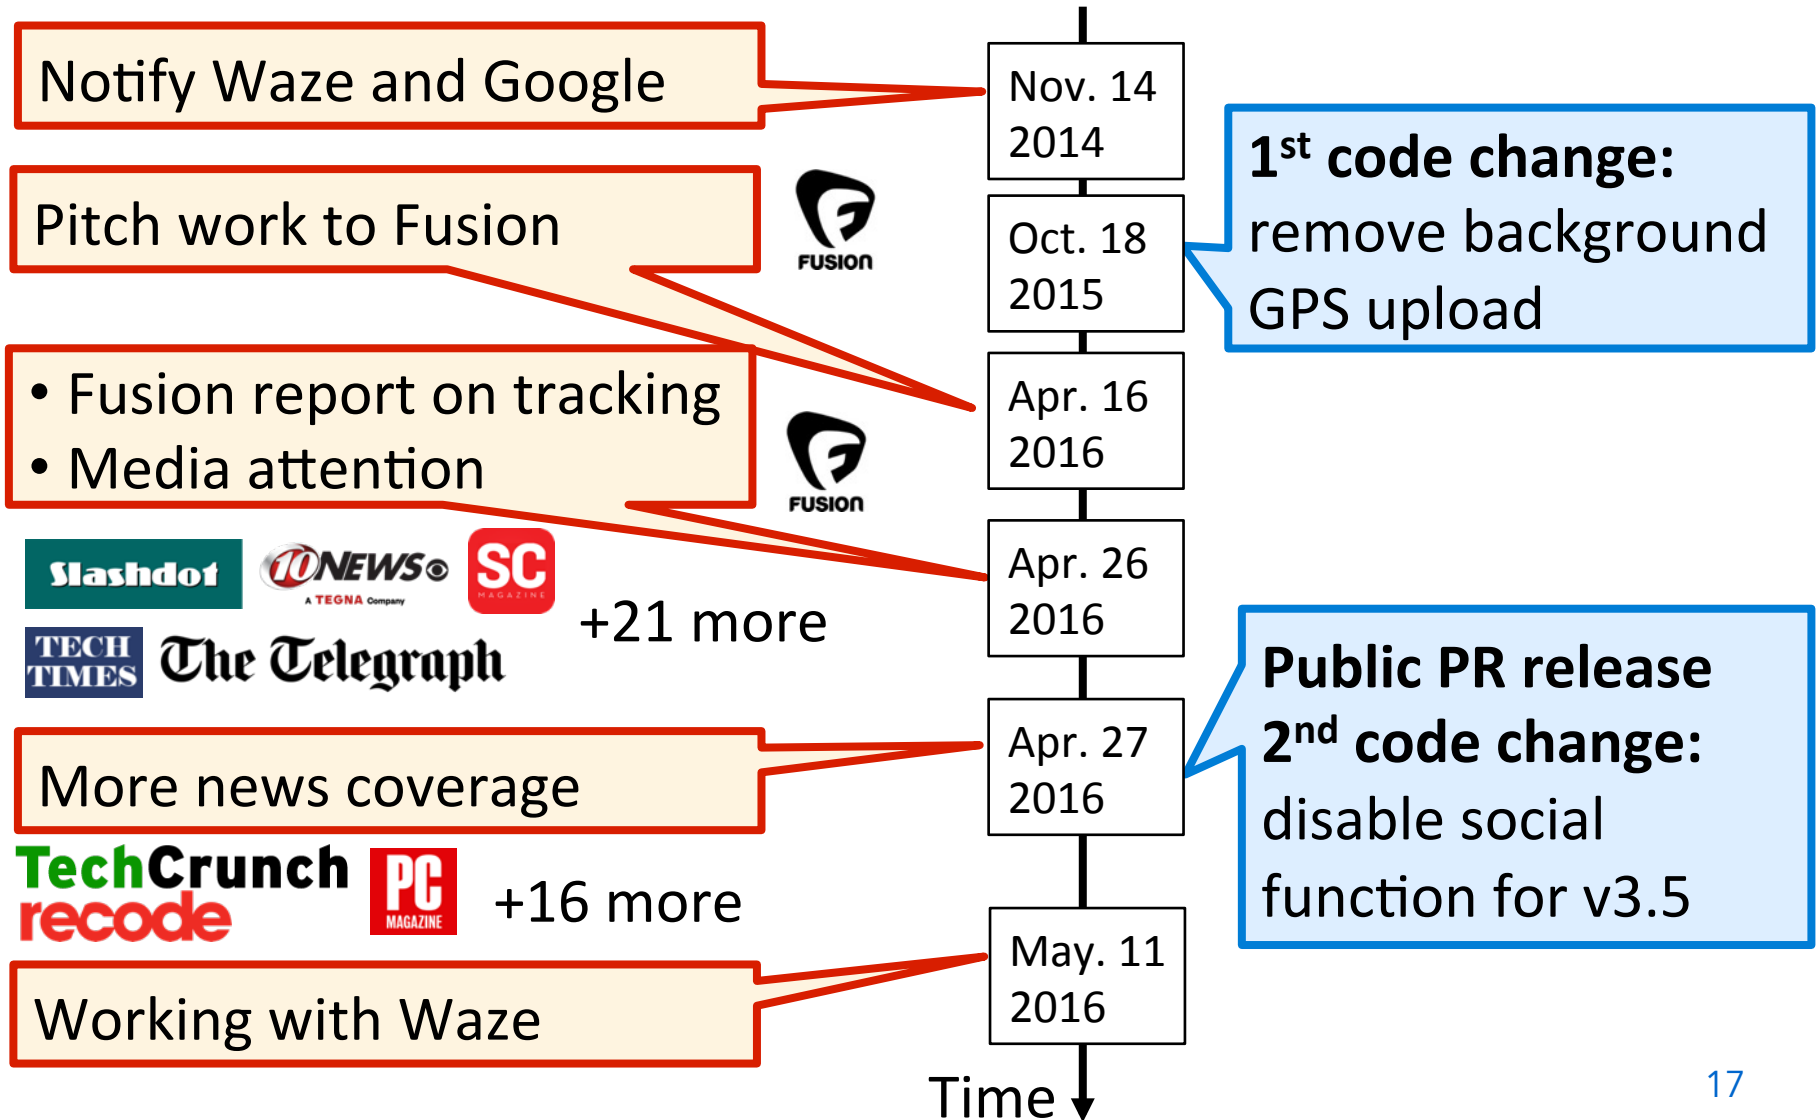 Notify Waze and Google
Nov. 14
2014
1st code change:
remove background
GPS upload
Pitch work to Fusion
FUSION
Oct. 18
2015
• Fusion report on tracking
• Media attention
FUSION
Apr. 16
2016
Slashdot
10NEWS
A TEGNA Company
SC
MAGAZINE
TECH
TIMES
The Telegraph
+21 more
Apr. 26
2016
Public PR release
2nd code change:
disable social
function for v3.5
More news coverage
Apr. 27
2016
TechCrunch
recode
PC
MAGAZINE
+16 more
Working with Waze
May. 11
2016
Time
17